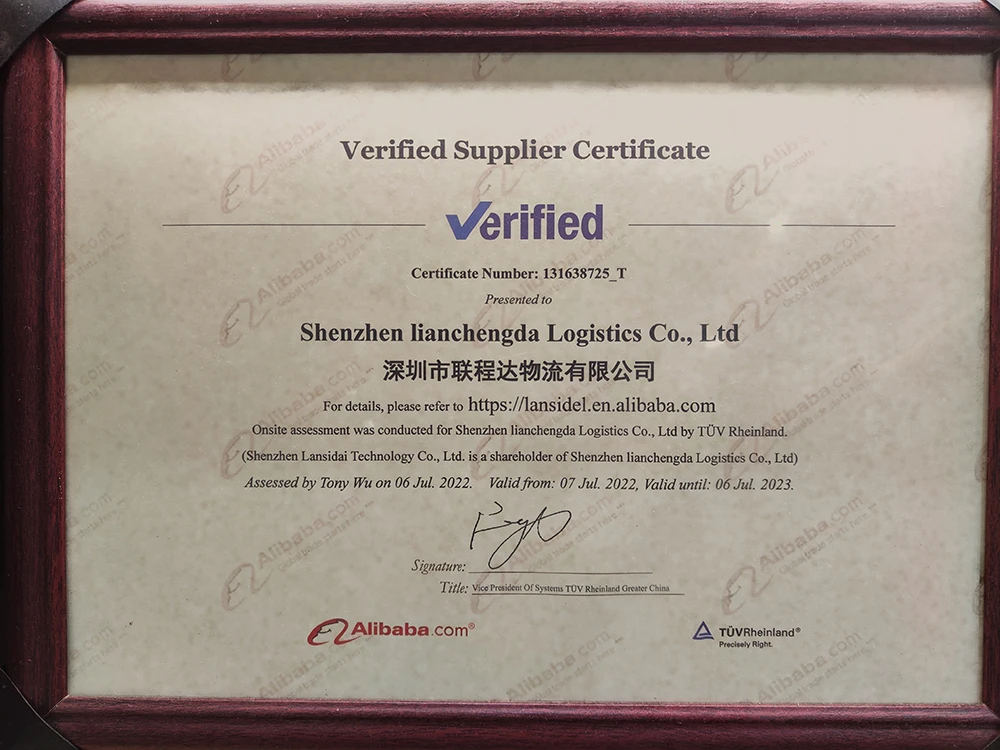 Verified Supplier Certificate
Verified
Certificate Number: 131638725_T
Presented to
Shenzhen lianchengda Logistics Co., Ltd
深圳市联程达物流有限公司
For details, please refer to https://lansidel.en.alibaba.com
Onsite assessment was conducted for Shenzhen lianchengda Logistics Co., Ltd by TÜV Rheinland.
(Shenzhen Lansidai Technology Co., Ltd. is a shareholder of Shenzhen lianchengda Logistics Co., Ltd)
Assessed by Tony Wu on 06 Jul. 2022. Valid from: 07 Jul. 2022, Valid until: 06 Jul. 2023.
Signature:
Title: Vice President Of Systems TÜV Rheinland Greater China
Alibaba.com®
TÜVRheinland®
Precisely Right.